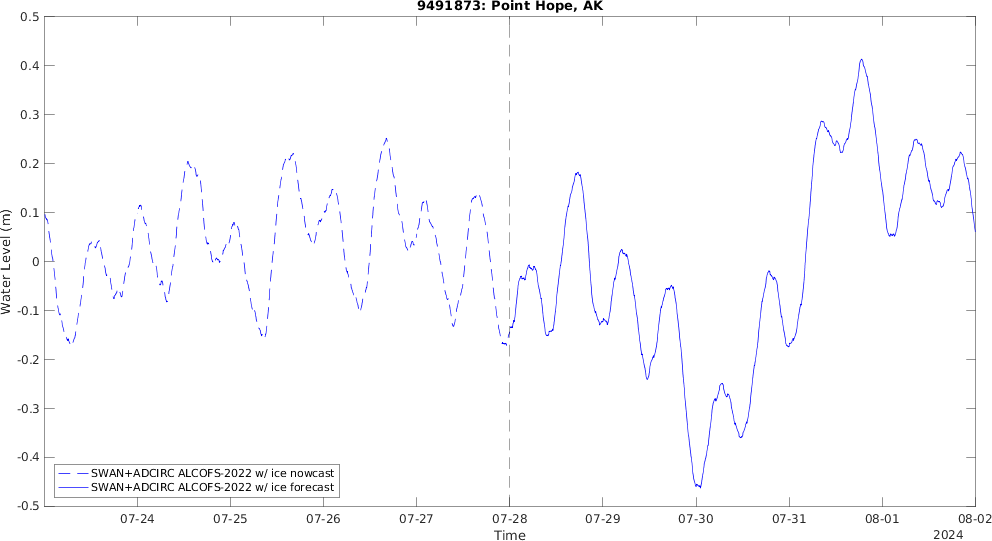 9491873: Point Hope, AK
0.5
0.4
0.3
0.2
0.1
0
-0.1
-0.2
-0.3
-0.4
-0.5
Water Level (m)
SWAN+ADCIRC ALCOFS-2022 w/ ice nowcast
SWAN+ADCIRC ALCOFS-2022 w/ ice forecast
07-24 07-25 07-26 07-27 07-28 07-29 07-30 07-31 08-01 08-02
Time
2024